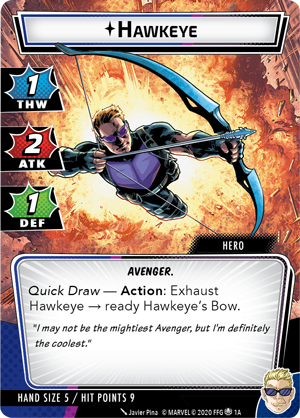 Hawkeye
1
THW
2
ATK
1
DEF
HERO
AVENGER.
Quick Draw — Action: Exhaust
Hawkeye → ready Hawkeye's Bow.
"I may not be the mightiest Avenger, but I'm definitely
the coolest."
HAND SIZE 5 / HIT POINTS 9
Javier Pina © MARVEL © 2020 FFG 1A